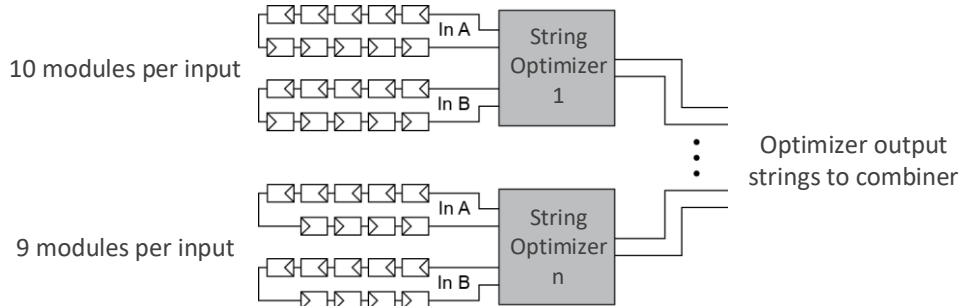 In A
String
Optimizer
1
10 modules per input
In B
Optimizer output
strings to combiner
In A
String
Optimizer
n
9 modules per input
In B